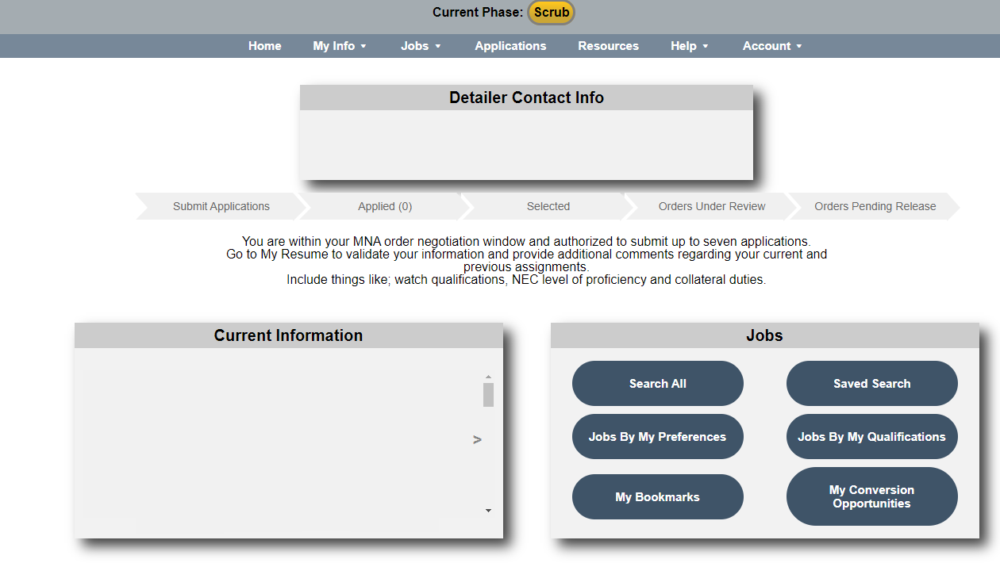 Current Phase: Scrub
Home My Info Jobs Applications Resources Help Account
Detailer Contact Info
Submit Applications Applied (0) Selected Orders Under Review Orders Pending Release
You are within your MNA order negotiation window and authorized to submit up to seven applications.
Go to My Resume to validate your information and provide additional comments regarding your current and
previous assignments.
Include things like; watch qualifications, NEC level of proficiency and collateral duties.
Current Information
>
Jobs
Search All Saved Search
Jobs By My Preferences Jobs By My Qualifications
My Bookmarks
My Conversion
Opportunities